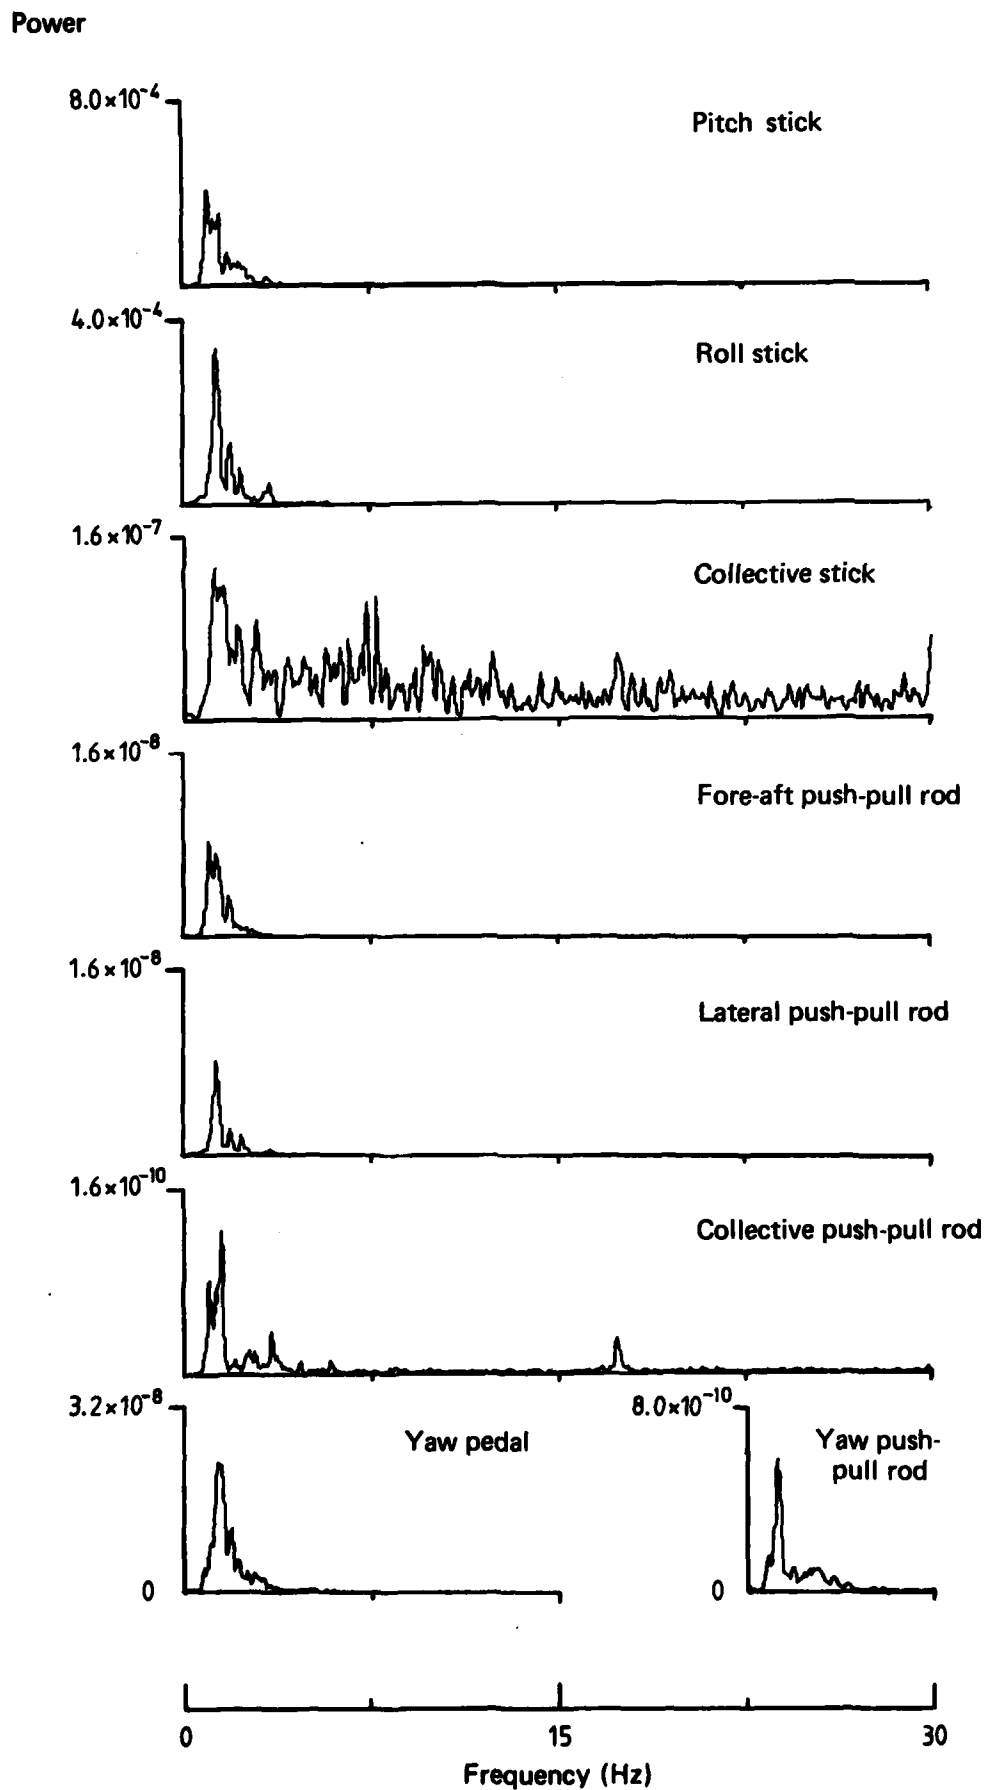 Power
8.0×10⁻⁴
Pitch stick
4.0×10⁻⁴
Roll stick
1.6×10⁻⁷
Collective stick
1.6×10⁻⁸
Fore-aft push-pull rod
1.6×10⁻⁸
Lateral push-pull rod
1.6×10⁻¹⁰
Collective push-pull rod
3.2×10⁻⁸
Yaw pedal
0
8.0×10⁻¹⁰
Yaw push-
pull rod
0
0 15 30
Frequency (Hz)